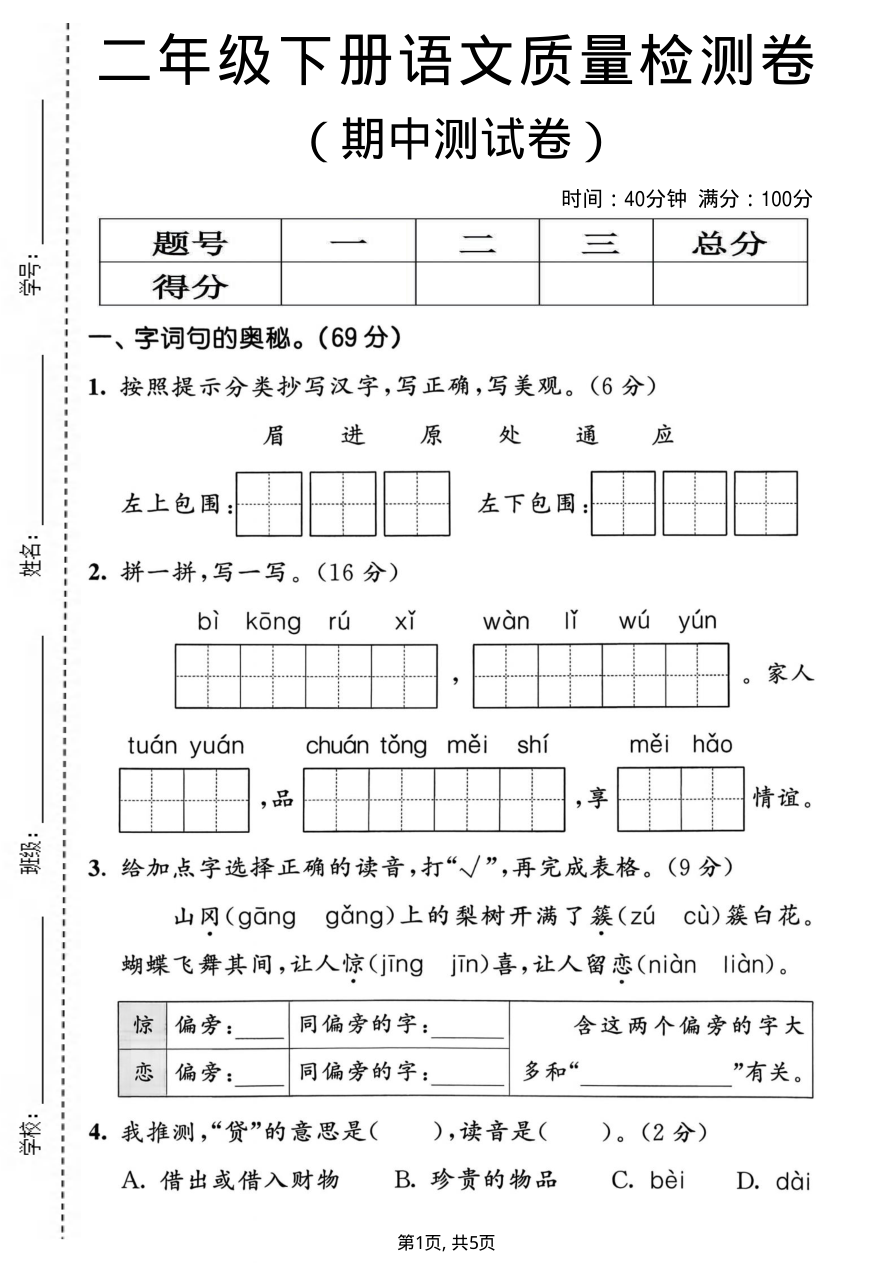 二年级下册语文质量检测卷
（期中测试卷）
时间：40分钟 满分：100分
题号 一 二 三 总分
得分
一、字词句的奥秘。（69 分）
1. 按照提示分类抄写汉字，写正确，写美观。（6 分）
眉 进 原 处 通 应
左上包围： 左下包围：
2. 拼一拼，写一写。（16 分）
bì kōng rú xǐ wàn lǐ wú yún
， 。家人
tuán yuán chuán tǒng měi shí měi hǎo
，品 ，享 情谊。
3. 给加点字选择正确的读音，打“√”，再完成表格。（9 分）
山冈（gāng gǎng）上的梨树开满了簇（zú cù）簇白花。
蝴蝶飞舞其间，让人惊（jīng jīn）喜，让人留恋（niàn liàn）。
惊 偏旁：____ 同偏旁的字：______ 含这两个偏旁的字大
恋 偏旁：____ 同偏旁的字：______ 多和“____________”有关。
4. 我推测，“贷”的意思是（ ），读音是（ ）。（2 分）
A. 借出或借入财物 B. 珍贵的物品 C. bèi D. dài
第1页, 共5页
学号：
姓名：
班级：
学校：